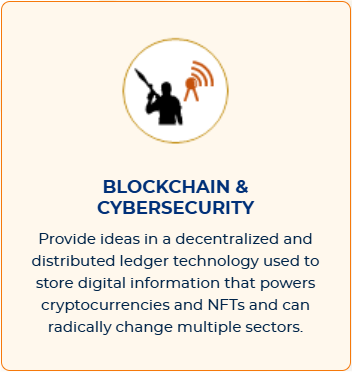 BLOCKCHAIN &
CYBERSECURITY
Provide ideas in a decentralized and
distributed ledger technology used to
store digital information that powers
cryptocurrencies and NFTs and can
radically change multiple sectors.